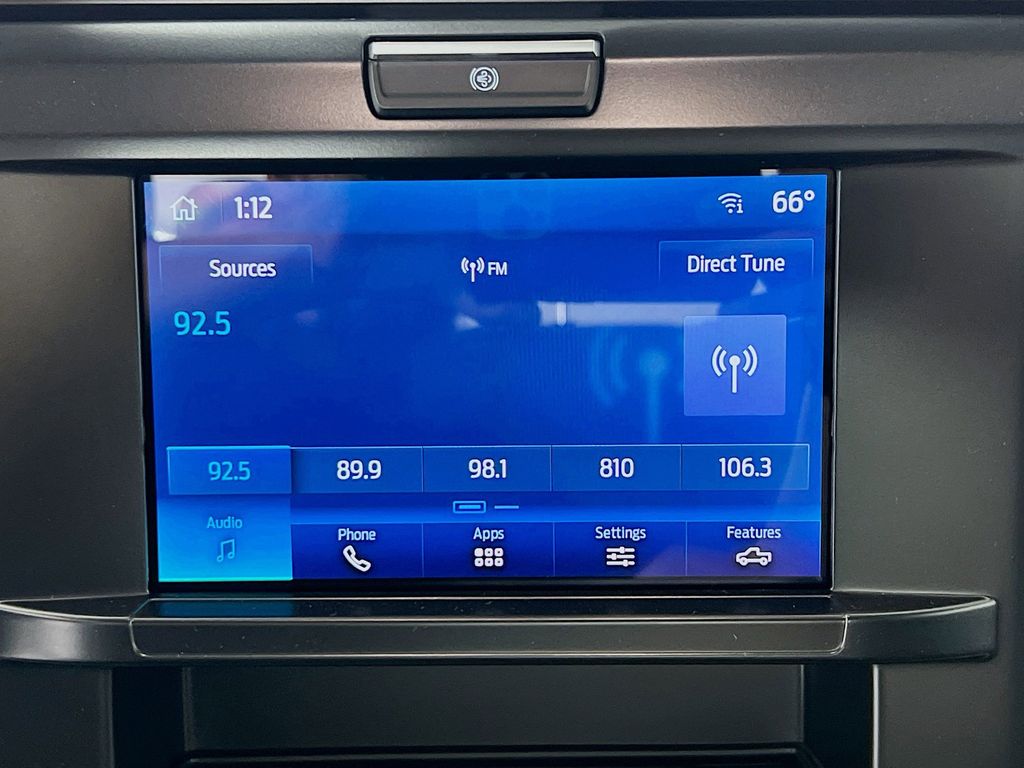 1:12
66°
Sources
FM
Direct Tune
92.5
92.5 89.9 98.1 810 106.3
Audio Phone Apps Settings Features